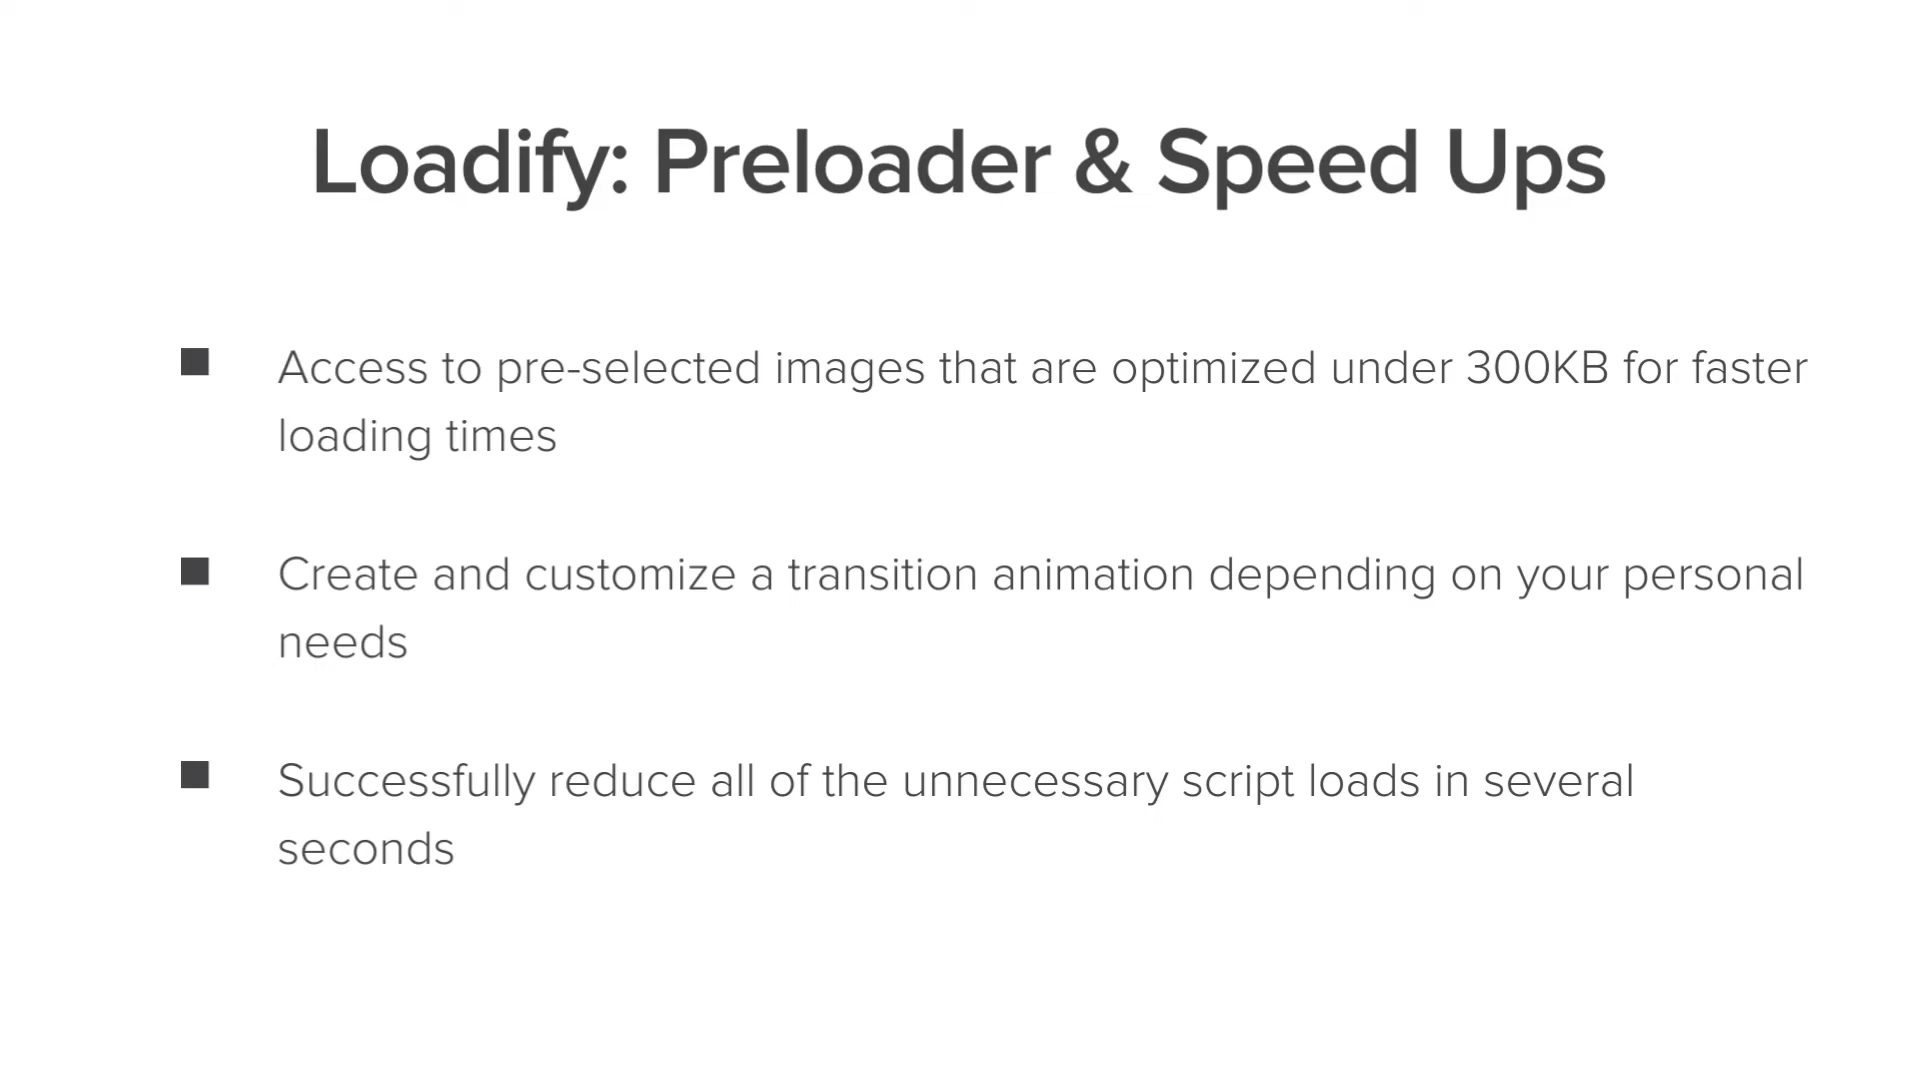 Loadify: Preloader & Speed Ups
Access to pre-selected images that are optimized under 300KB for faster
loading times
Create and customize a transition animation depending on your personal
needs
Successfully reduce all of the unnecessary script loads in several
seconds